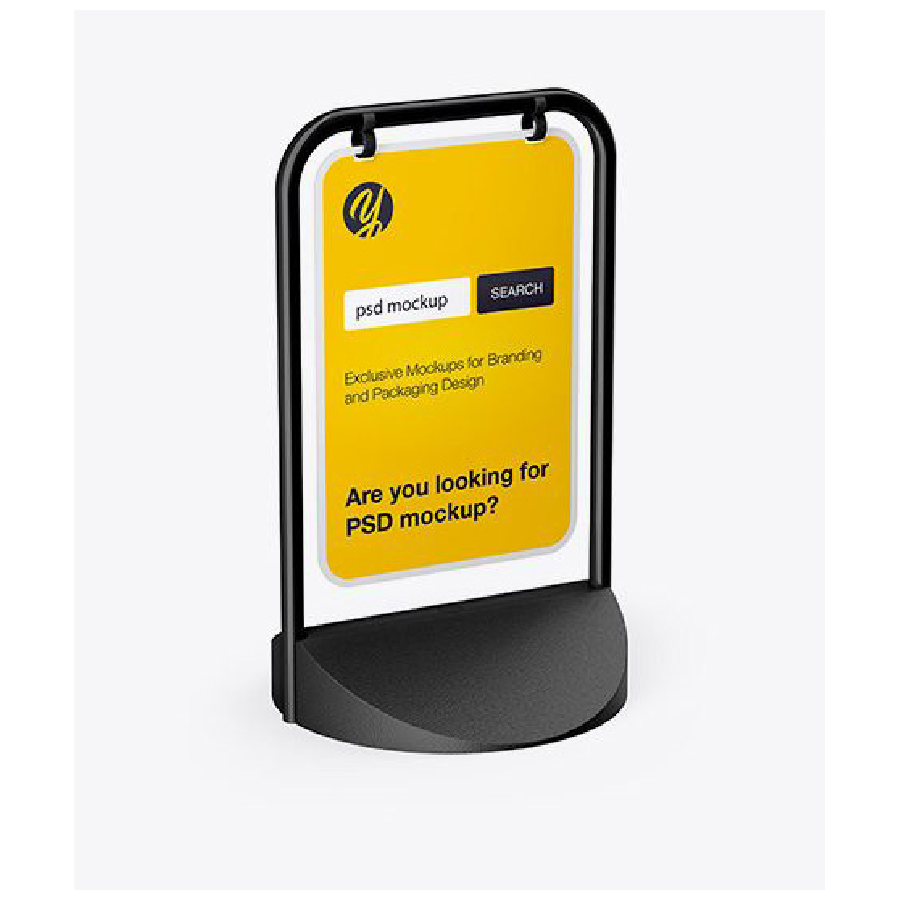 Y
psd mockup
SEARCH
Exclusive Mockups for Branding
and Packaging Design
Are you looking for
PSD mockup?